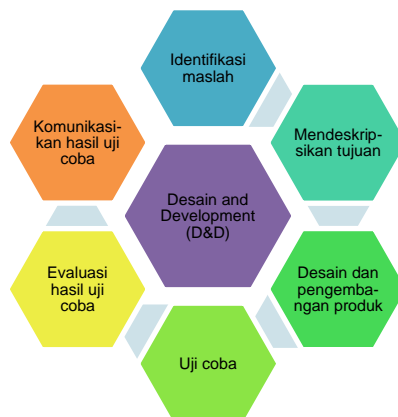 Identifikasi
maslah
Mendeskrip-
sikan tujuan
Desain dan
pengemba-
ngan produk
Uji coba
Evaluasi
hasil uji
coba
Komunikasi-
kan hasil uji
coba
Desain and
Development
(D&D)